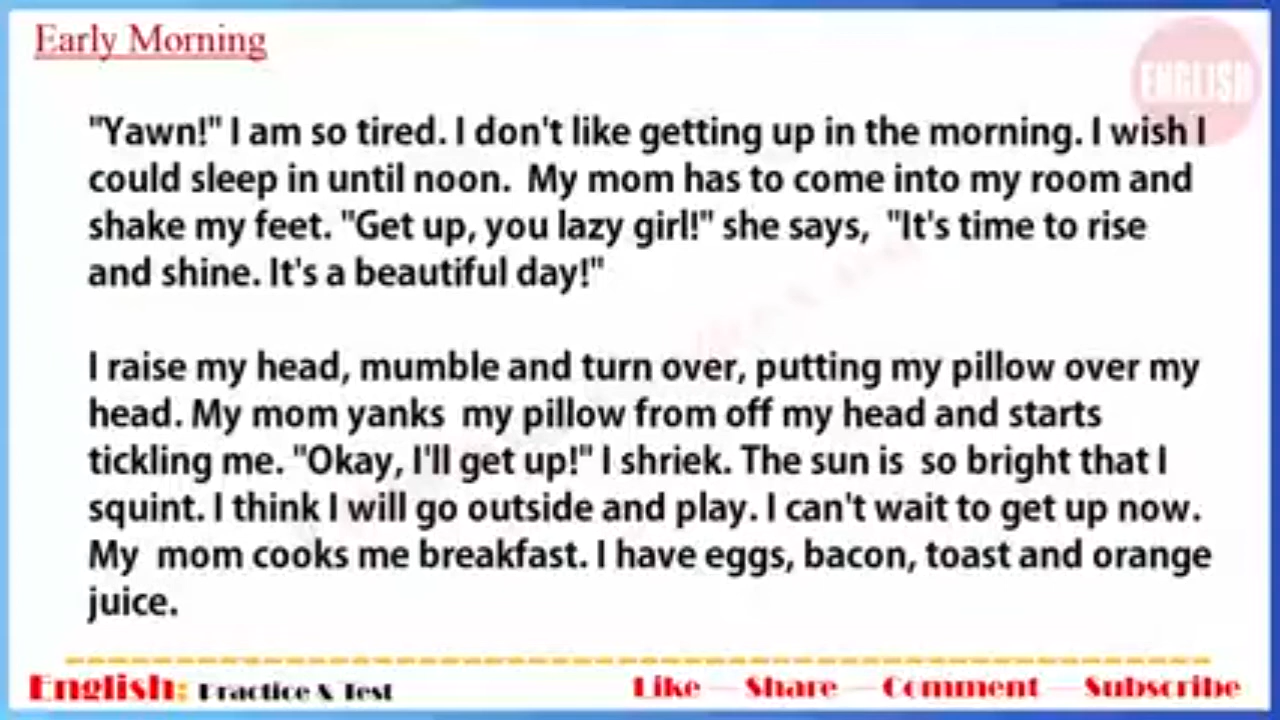 Early Morning
ENGLISH
"Yawn!" I am so tired. I don't like getting up in the morning. I wish I
could sleep in until noon. My mom has to come into my room and
shake my feet. "Get up, you lazy girl!" she says, "It's time to rise
and shine. It's a beautiful day!"
I raise my head, mumble and turn over, putting my pillow over my
head. My mom yanks my pillow from off my head and starts
tickling me. "Okay, I'll get up!" I shriek. The sun is so bright that I
squint. I think I will go outside and play. I can't wait to get up now.
My mom cooks me breakfast. I have eggs, bacon, toast and orange
juice.
English: Practice & Test
Like — Share — Comment — Subscribe